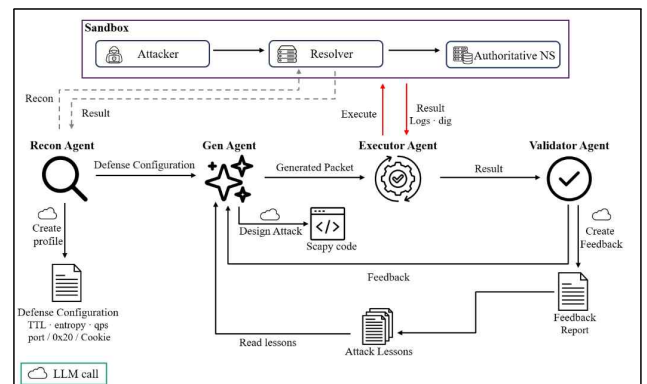 Sandbox
Attacker
Resolver
Authoritative NS
Recon
Result
Execute
Result
Logs · dig
Recon Agent
Gen Agent
Executor Agent
Validator Agent
Defense Configuration
Generated Packet
Result
Create
profile
Design Attack
Scapy code
Create
Feedback
Feedback
Defense Configuration
TTL · entropy · qps
port / 0x20 / Cookie
Read lessons
Attack Lessons
Feedback
Report
LLM call